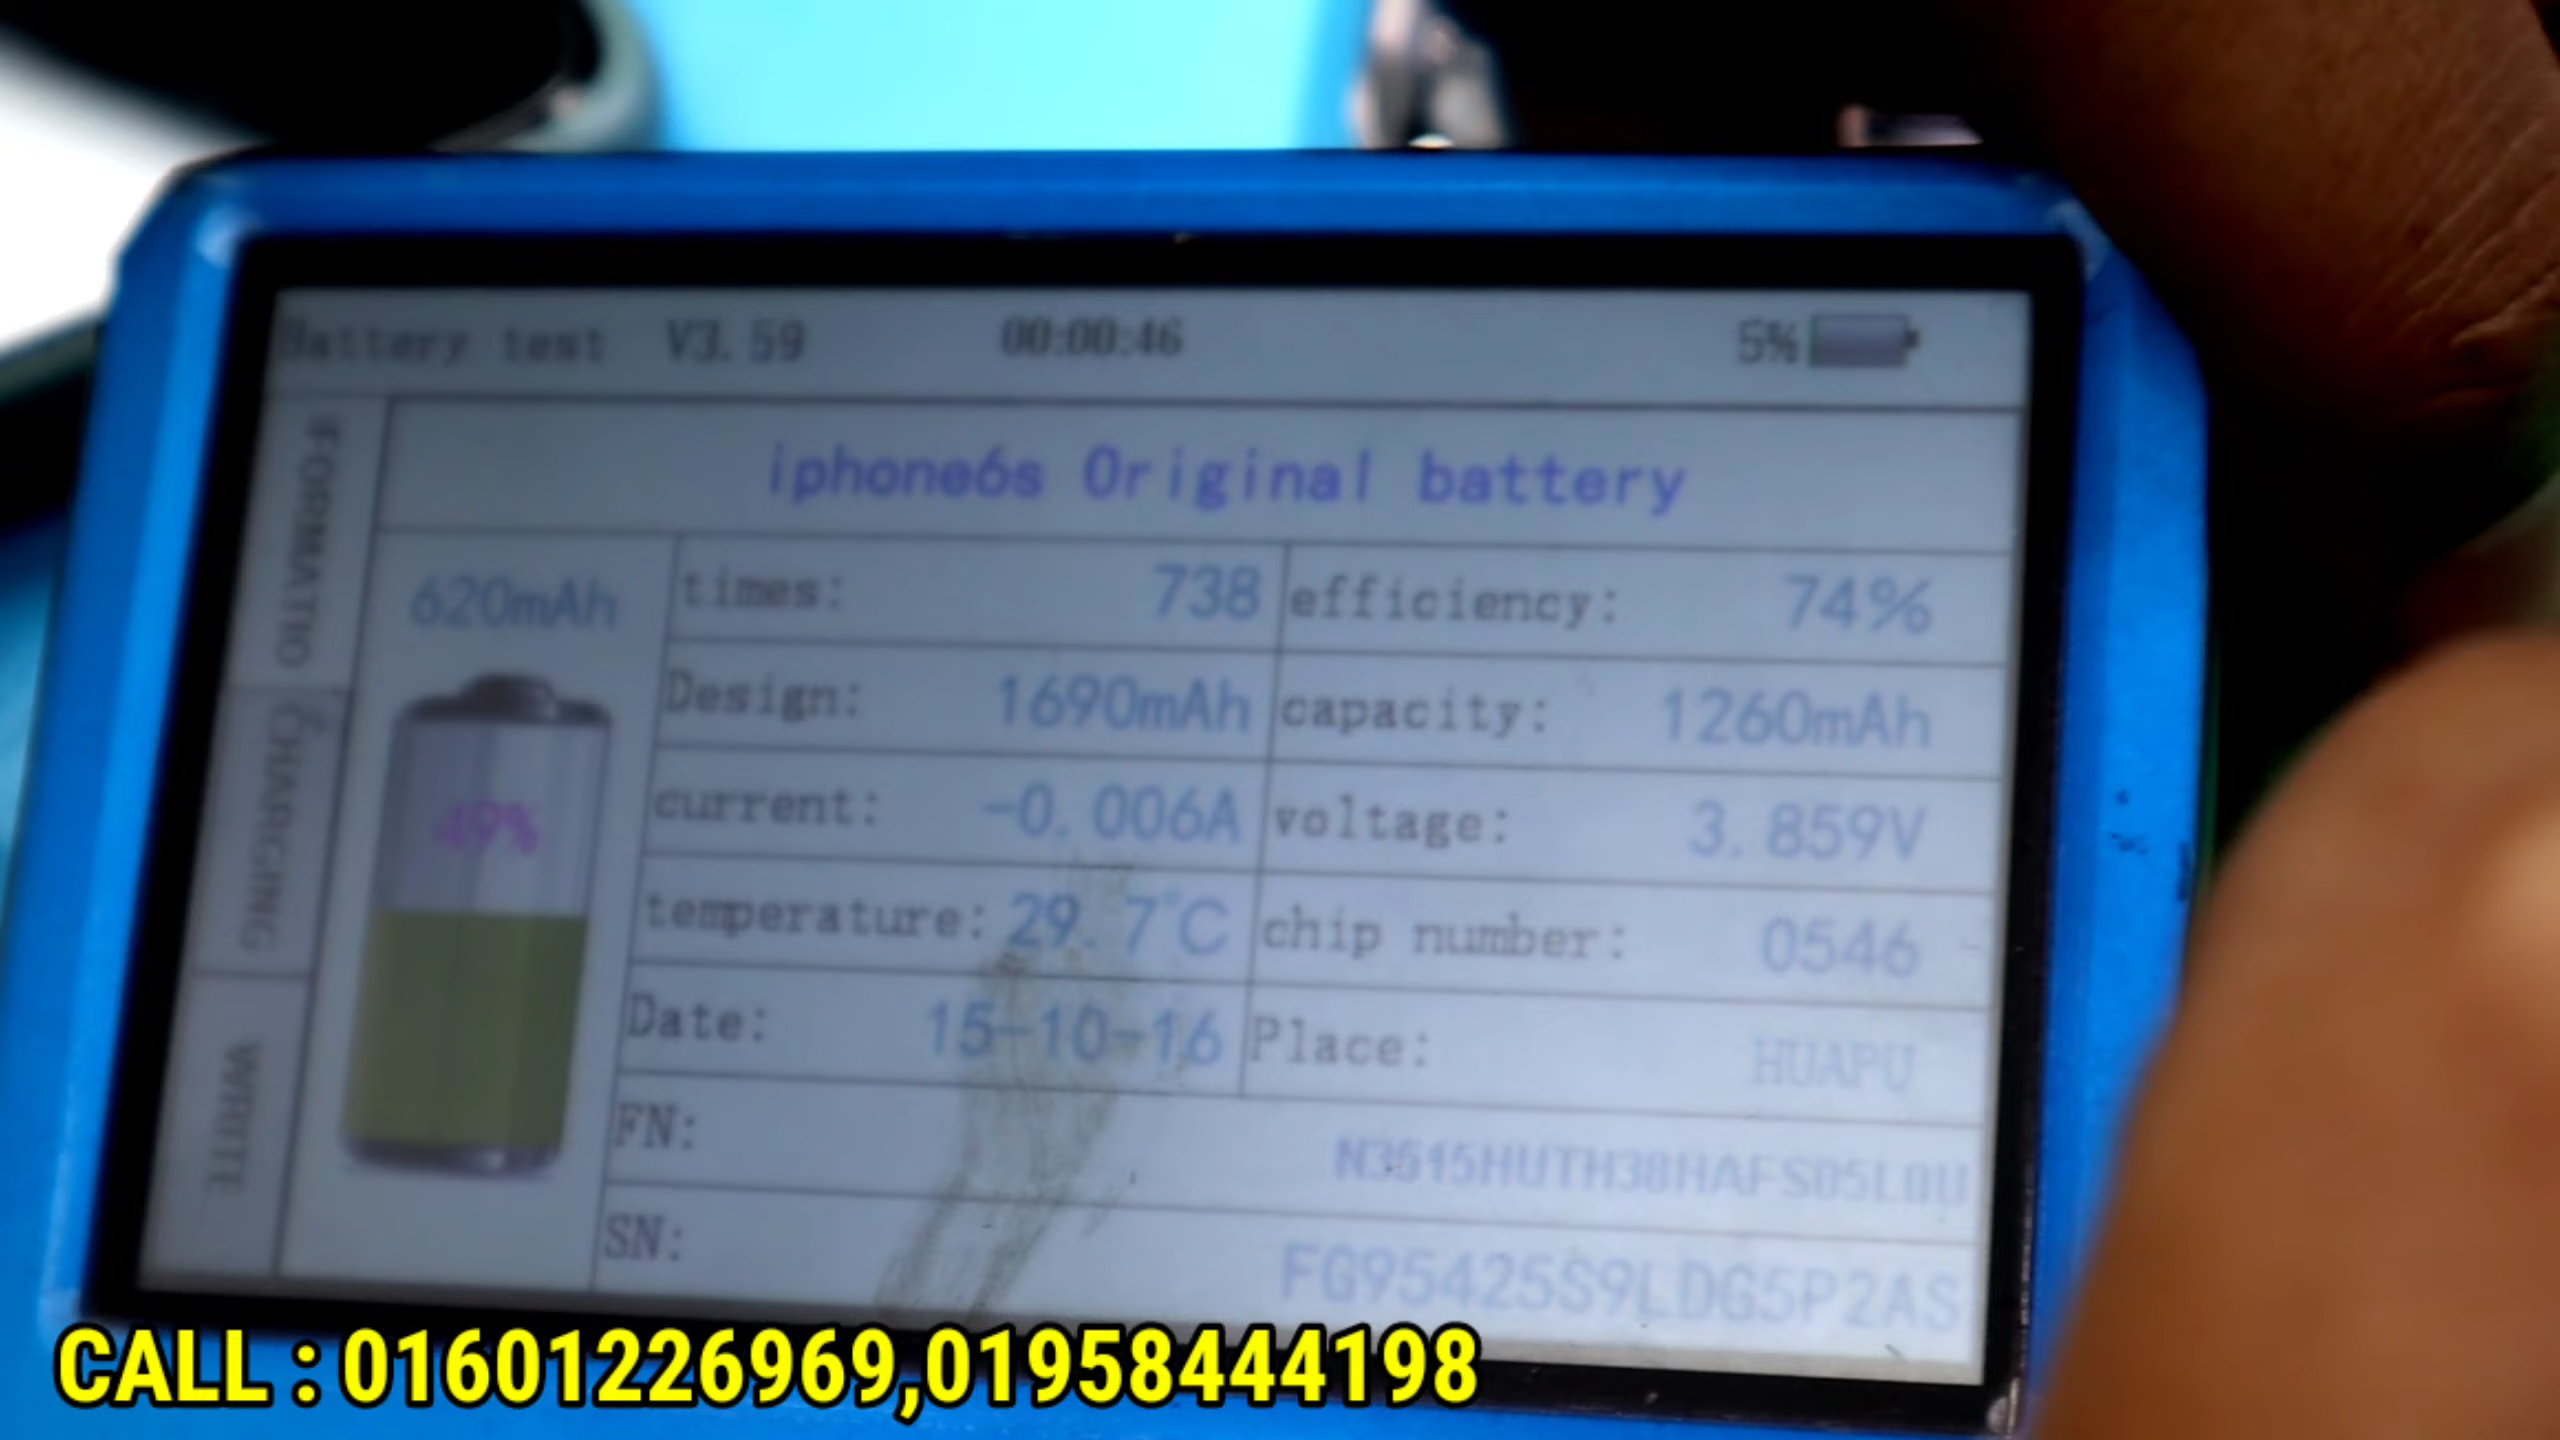 Battery test V3.59 00:00:46 5%
FORMATIO
CHARGING
WRITE
iphone6s Original battery
620mAh
49%
times: 738 efficiency: 74%
Design: 1690mAh capacity: 1260mAh
current: -0.006A voltage: 3.859V
temperature: 29.7°C chip number: 0546
Date: 15-10-16 Place: HUAPU
FN:
SN: FG95425S9LDG5P2AS
CALL : 01601226969,01958444198